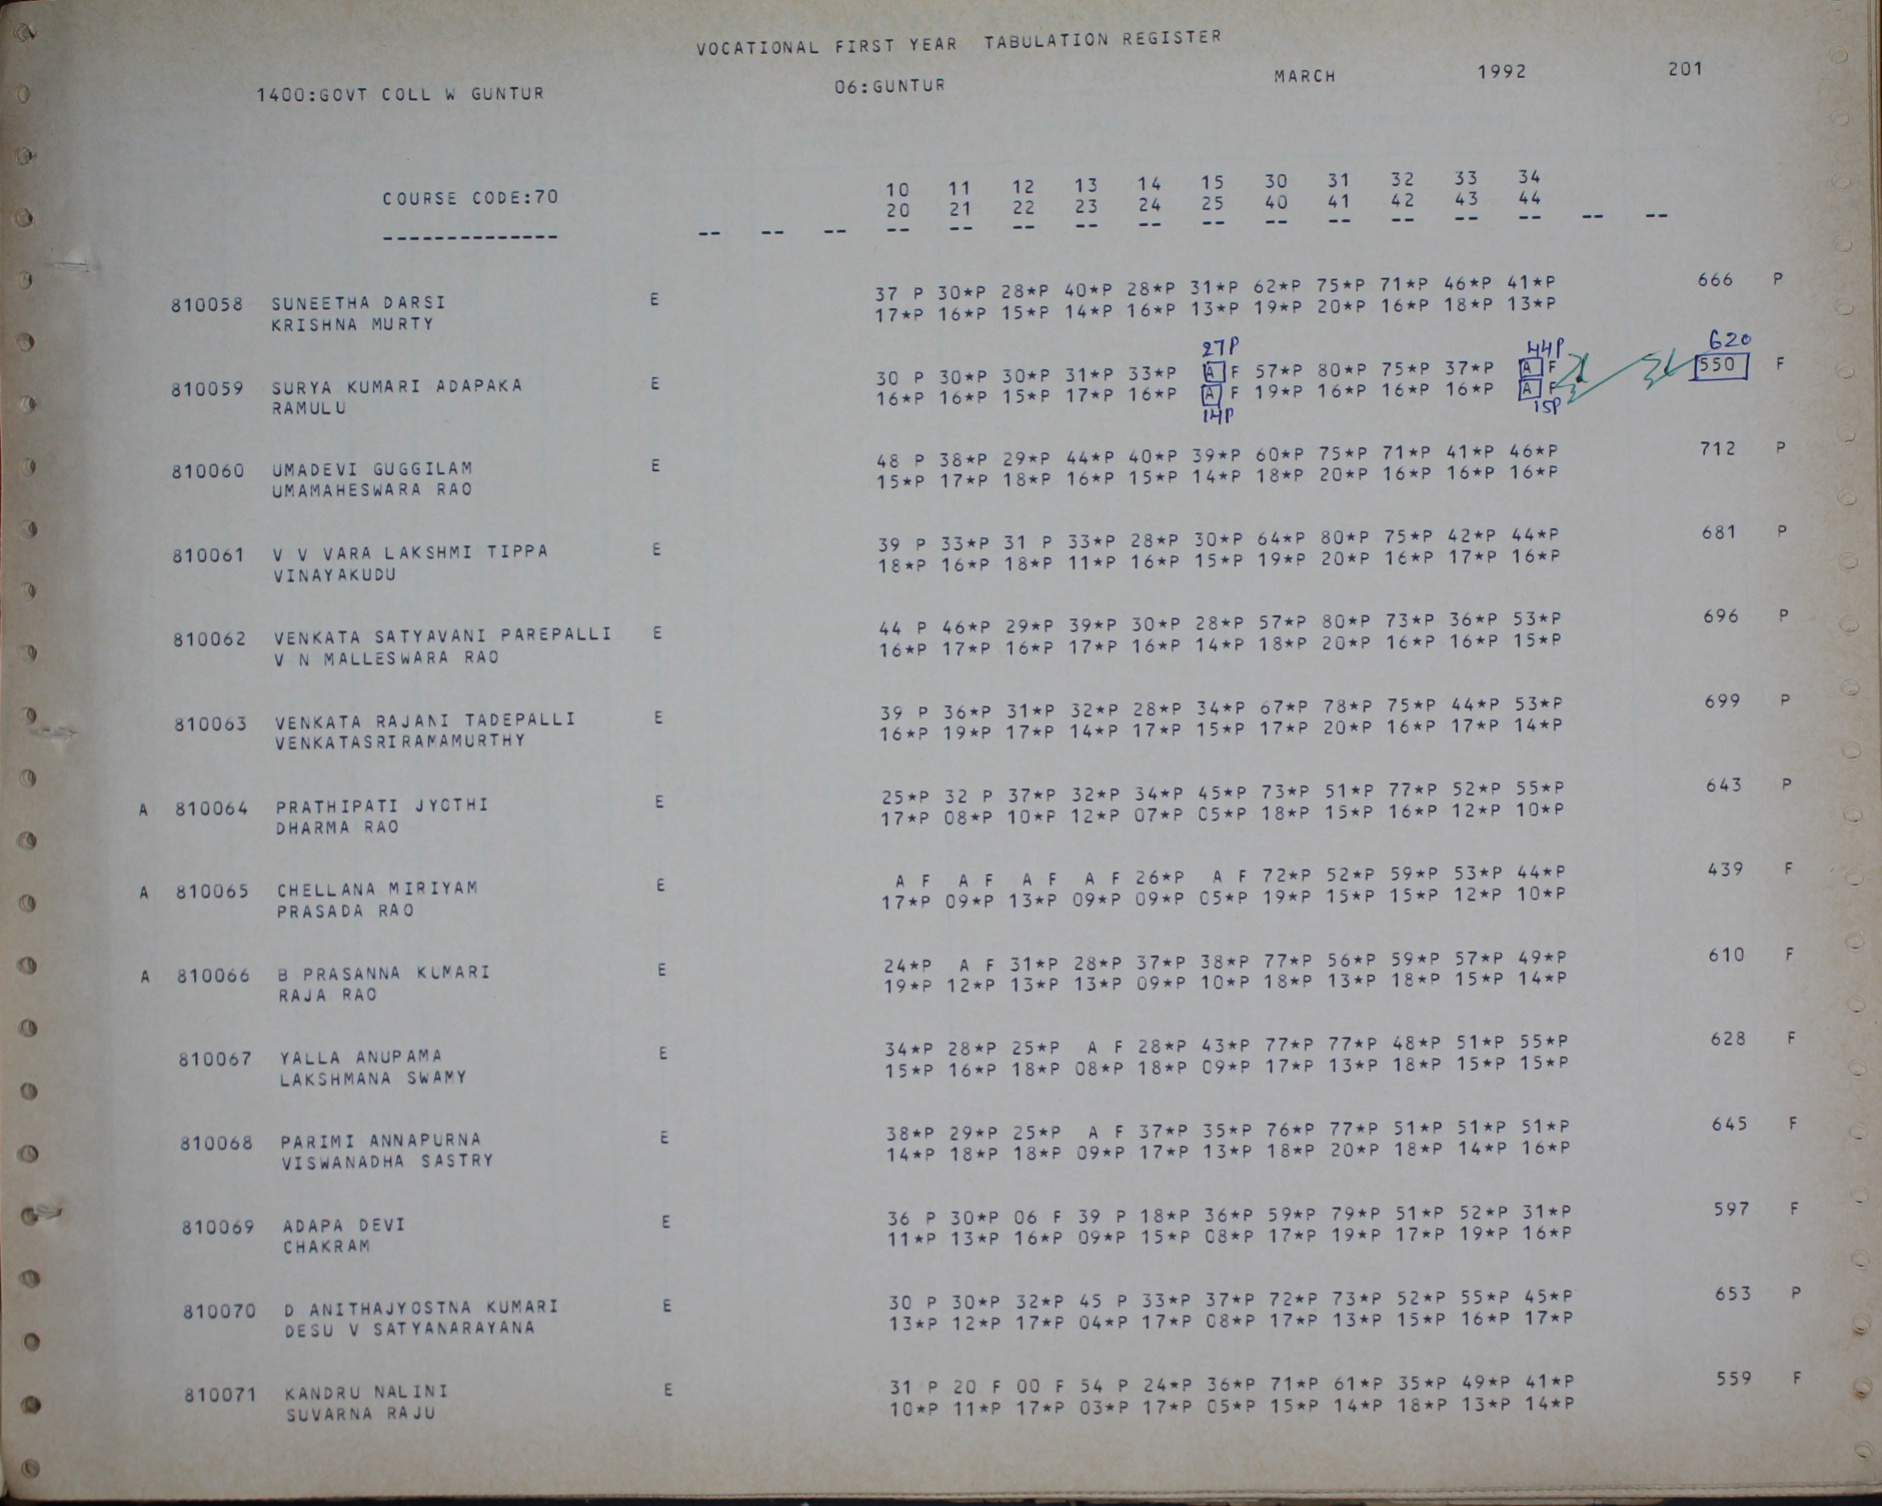 VOCATIONAL FIRST YEAR TABULATION REGISTER
1400:GOVT COLL W GUNTUR 06:GUNTUR MARCH 1992 201
COURSE CODE:70 10 11 12 13 14 15 30 31 32 33 34
20 21 22 23 24 25 40 41 42 43 44
-------------- -- -- -- -- -- -- -- -- -- -- -- -- -- -- -- --
810058 SUNEETHA DARSI E 37 P 30*P 28*P 40*P 28*P 31*P 62*P 75*P 71*P 46*P 41*P 666 P
KRISHNA MURTY 17*P 16*P 15*P 14*P 16*P 13*P 19*P 20*P 16*P 18*P 13*P
27P 44P 620
810059 SURYA KUMARI ADAPAKA E 30 P 30*P 30*P 31*P 33*P A F 57*P 80*P 75*P 37*P A F 550 F
RAMULU 16*P 16*P 15*P 17*P 16*P A F 19*P 16*P 16*P 16*P A F
14P 15P
810060 UMADEVI GUGGILAM E 48 P 38*P 29*P 44*P 40*P 39*P 60*P 75*P 71*P 41*P 46*P 712 P
UMAMAHESWARA RAO 15*P 17*P 18*P 16*P 15*P 14*P 18*P 20*P 16*P 16*P 16*P
810061 V V VARA LAKSHMI TIPPA E 39 P 33*P 31 P 33*P 28*P 30*P 64*P 80*P 75*P 42*P 44*P 681 P
VINAYAKUDU 18*P 16*P 18*P 11*P 16*P 15*P 19*P 20*P 16*P 17*P 16*P
810062 VENKATA SATYAVANI PAREPALLI E 44 P 46*P 29*P 39*P 30*P 28*P 57*P 80*P 73*P 36*P 53*P 696 P
V N MALLESWARA RAO 16*P 17*P 16*P 17*P 16*P 14*P 18*P 20*P 16*P 16*P 15*P
810063 VENKATA RAJANI TADEPALLI E 39 P 36*P 31*P 32*P 28*P 34*P 67*P 78*P 75*P 44*P 53*P 699 P
VENKATASRIRAMAMURTHY 16*P 19*P 17*P 14*P 17*P 15*P 17*P 20*P 16*P 17*P 14*P
A 810064 PRATHIPATI JYOTHI E 25*P 32 P 37*P 32*P 34*P 45*P 73*P 51*P 77*P 52*P 55*P 643 P
DHARMA RAO 17*P 08*P 10*P 12*P 07*P 05*P 18*P 15*P 16*P 12*P 10*P
A 810065 CHELLANA MIRIYAM E A F A F A F A F 26*P A F 72*P 52*P 59*P 53*P 44*P 439 F
PRASADA RAO 17*P 09*P 13*P 09*P 09*P 05*P 19*P 15*P 15*P 12*P 10*P
A 810066 B PRASANNA KUMARI E 24*P A F 31*P 28*P 37*P 38*P 77*P 56*P 59*P 57*P 49*P 610 F
RAJA RAO 19*P 12*P 13*P 13*P 09*P 10*P 18*P 13*P 18*P 15*P 14*P
810067 YALLA ANUPAMA E 34*P 28*P 25*P A F 28*P 43*P 77*P 77*P 48*P 51*P 55*P 628 F
LAKSHMANA SWAMY 15*P 16*P 18*P 08*P 18*P 09*P 17*P 13*P 18*P 15*P 15*P
810068 PARIMI ANNAPURNA E 38*P 29*P 25*P A F 37*P 35*P 76*P 77*P 51*P 51*P 51*P 645 F
VISWANADHA SASTRY 14*P 18*P 18*P 09*P 17*P 13*P 18*P 20*P 18*P 14*P 16*P
810069 ADAPA DEVI E 36 P 30*P 06 F 39 P 18*P 36*P 59*P 79*P 51*P 52*P 31*P 597 F
CHAKRAM 11*P 13*P 16*P 09*P 15*P 08*P 17*P 19*P 17*P 19*P 16*P
810070 D ANITHAJYOSTNA KUMARI E 30 P 30*P 32*P 45 P 33*P 37*P 72*P 73*P 52*P 55*P 45*P 653 P
DESU V SATYANARAYANA 13*P 12*P 17*P 04*P 17*P 08*P 17*P 13*P 15*P 16*P 17*P
810071 KANDRU NALINI E 31 P 20 F 00 F 54 P 24*P 36*P 71*P 61*P 35*P 49*P 41*P 559 F
SUVARNA RAJU 10*P 11*P 17*P 03*P 17*P 05*P 15*P 14*P 18*P 13*P 14*P